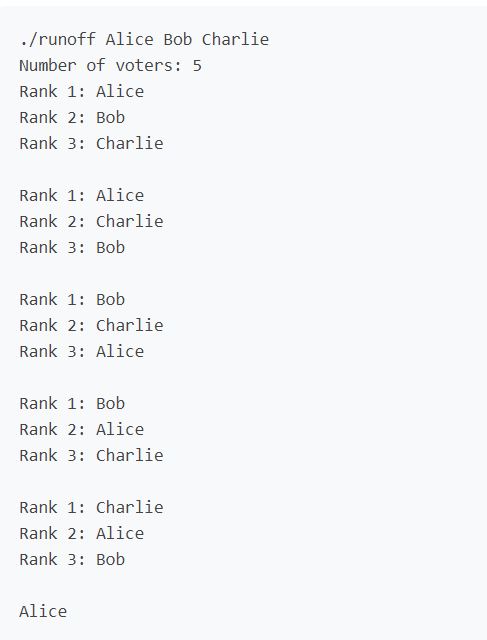 ./runoff Alice Bob Charlie
Number of voters: 5
Rank 1: Alice
Rank 2: Bob
Rank 3: Charlie
Rank 1: Alice
Rank 2: Charlie
Rank 3: Bob
Rank 1: Bob
Rank 2: Charlie
Rank 3: Alice
Rank 1: Bob
Rank 2: Alice
Rank 3: Charlie
Rank 1: Charlie
Rank 2: Alice
Rank 3: Bob
Alice